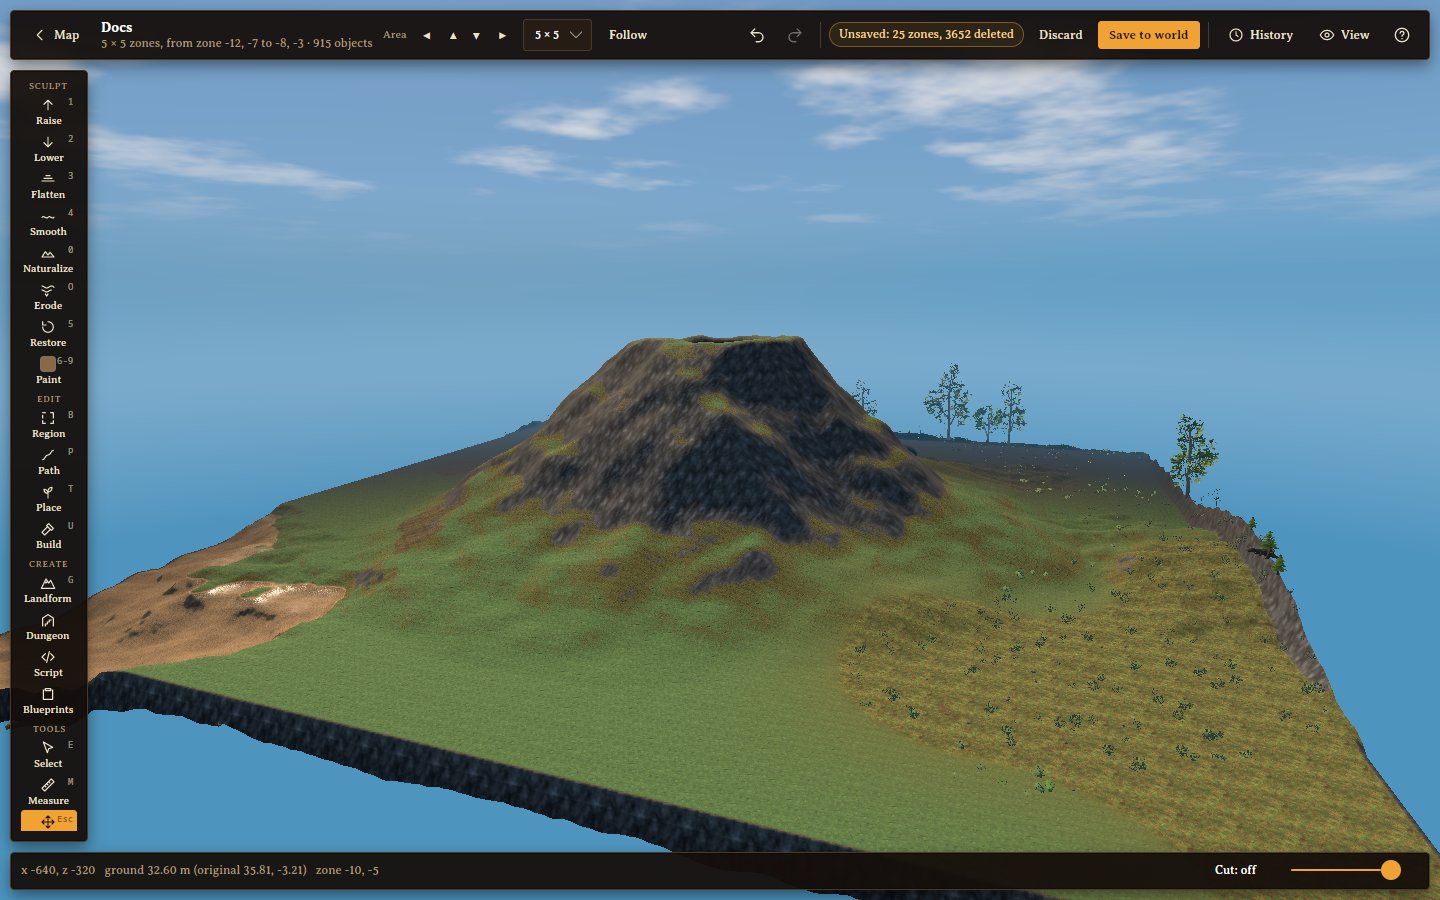 Map
Docs
5 × 5 zones, from zone -12, -7 to -8, -3 · 915 objects
Area
5 × 5
Follow
Unsaved: 25 zones, 3652 deleted
Discard
Save to world
History
View
SCULPT
1
Raise
2
Lower
3
Flatten
4
Smooth
0
Naturalize
O
Erode
5
Restore
6-9
Paint
EDIT
B
Region
P
Path
T
Place
U
Build
CREATE
G
Landform
Dungeon
Script
Blueprints
TOOLS
E
Select
M
Measure
Esc
x -640, z -320 ground 32.60 m (original 35.81, -3.21) zone -10, -5
Cut: off